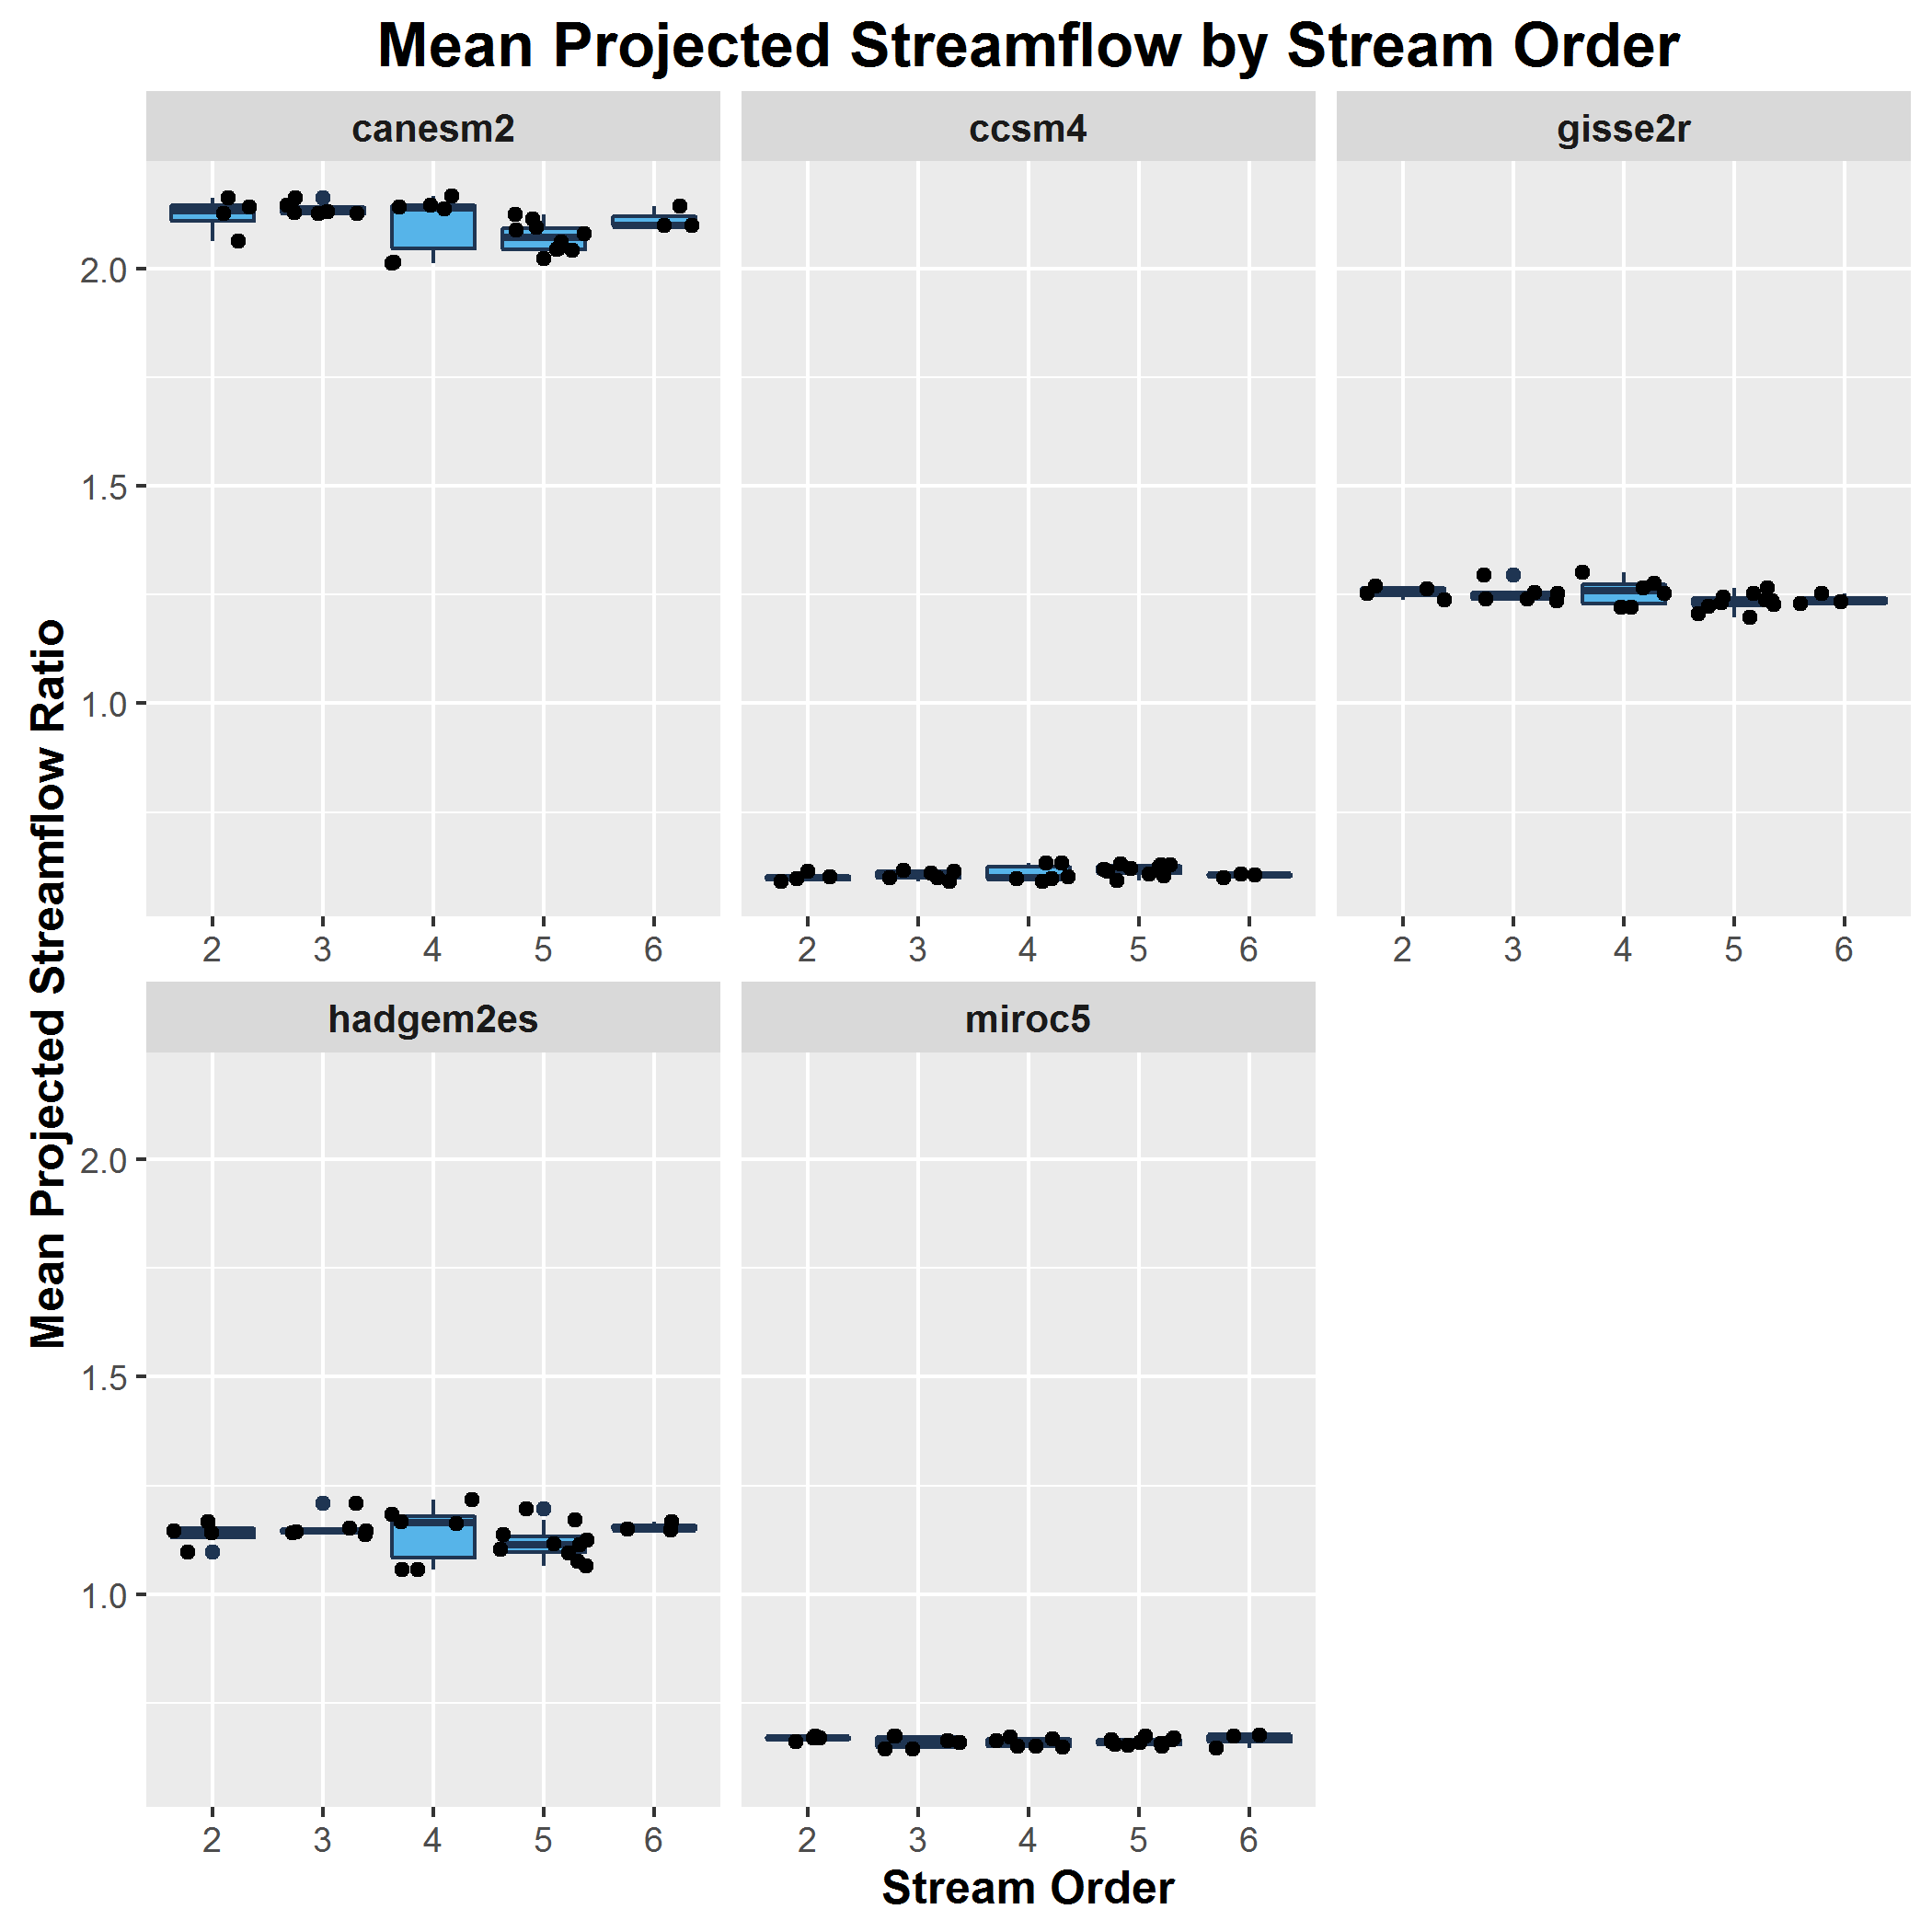 Mean Projected Streamflow by Stream Order
canesm2 ccsm4 gisse2r
2.0
1.5
1.0
2 3 4 5 6 2 3 4 5 6 2 3 4 5 6
Mean Projected Streamflow Ratio
hadgem2es miroc5
2.0
1.5
1.0
2 3 4 5 6 2 3 4 5 6
Stream Order